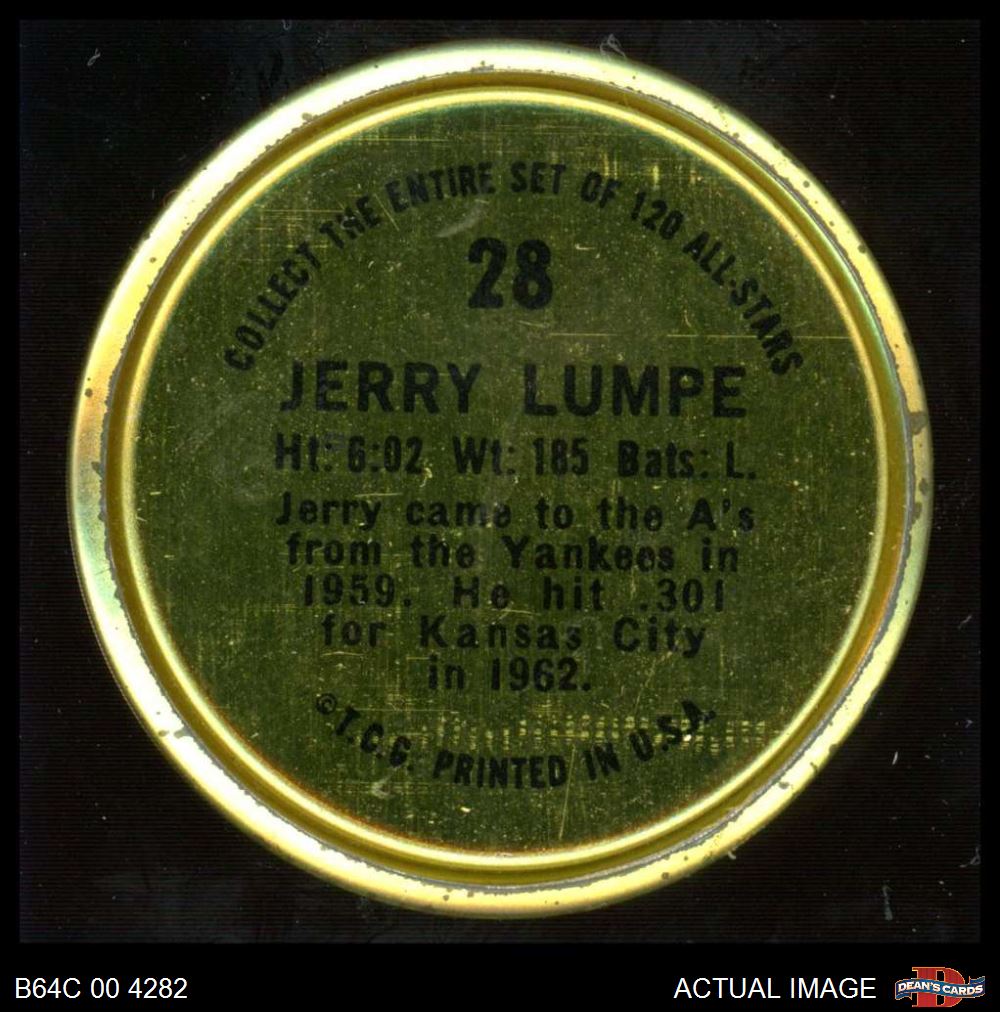 COLLECT THE ENTIRE SET OF 120 ALL-STARS
28
JERRY LUMPE
Ht: 6:02 Wt: 185 Bats: L.
Jerry came to the A's
from the Yankees in
1959. He hit .301
for Kansas City
in 1962.
© T.C.G. PRINTED IN U.S.A.
B64C 00 4282
ACTUAL IMAGE
DEAN'S CARDS